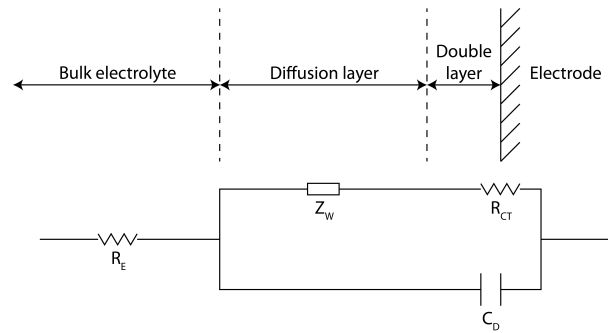 Bulk electrolyte
Diffusion layer
Double
layer
Electrode
Z_W
R_CT
R_E
C_D